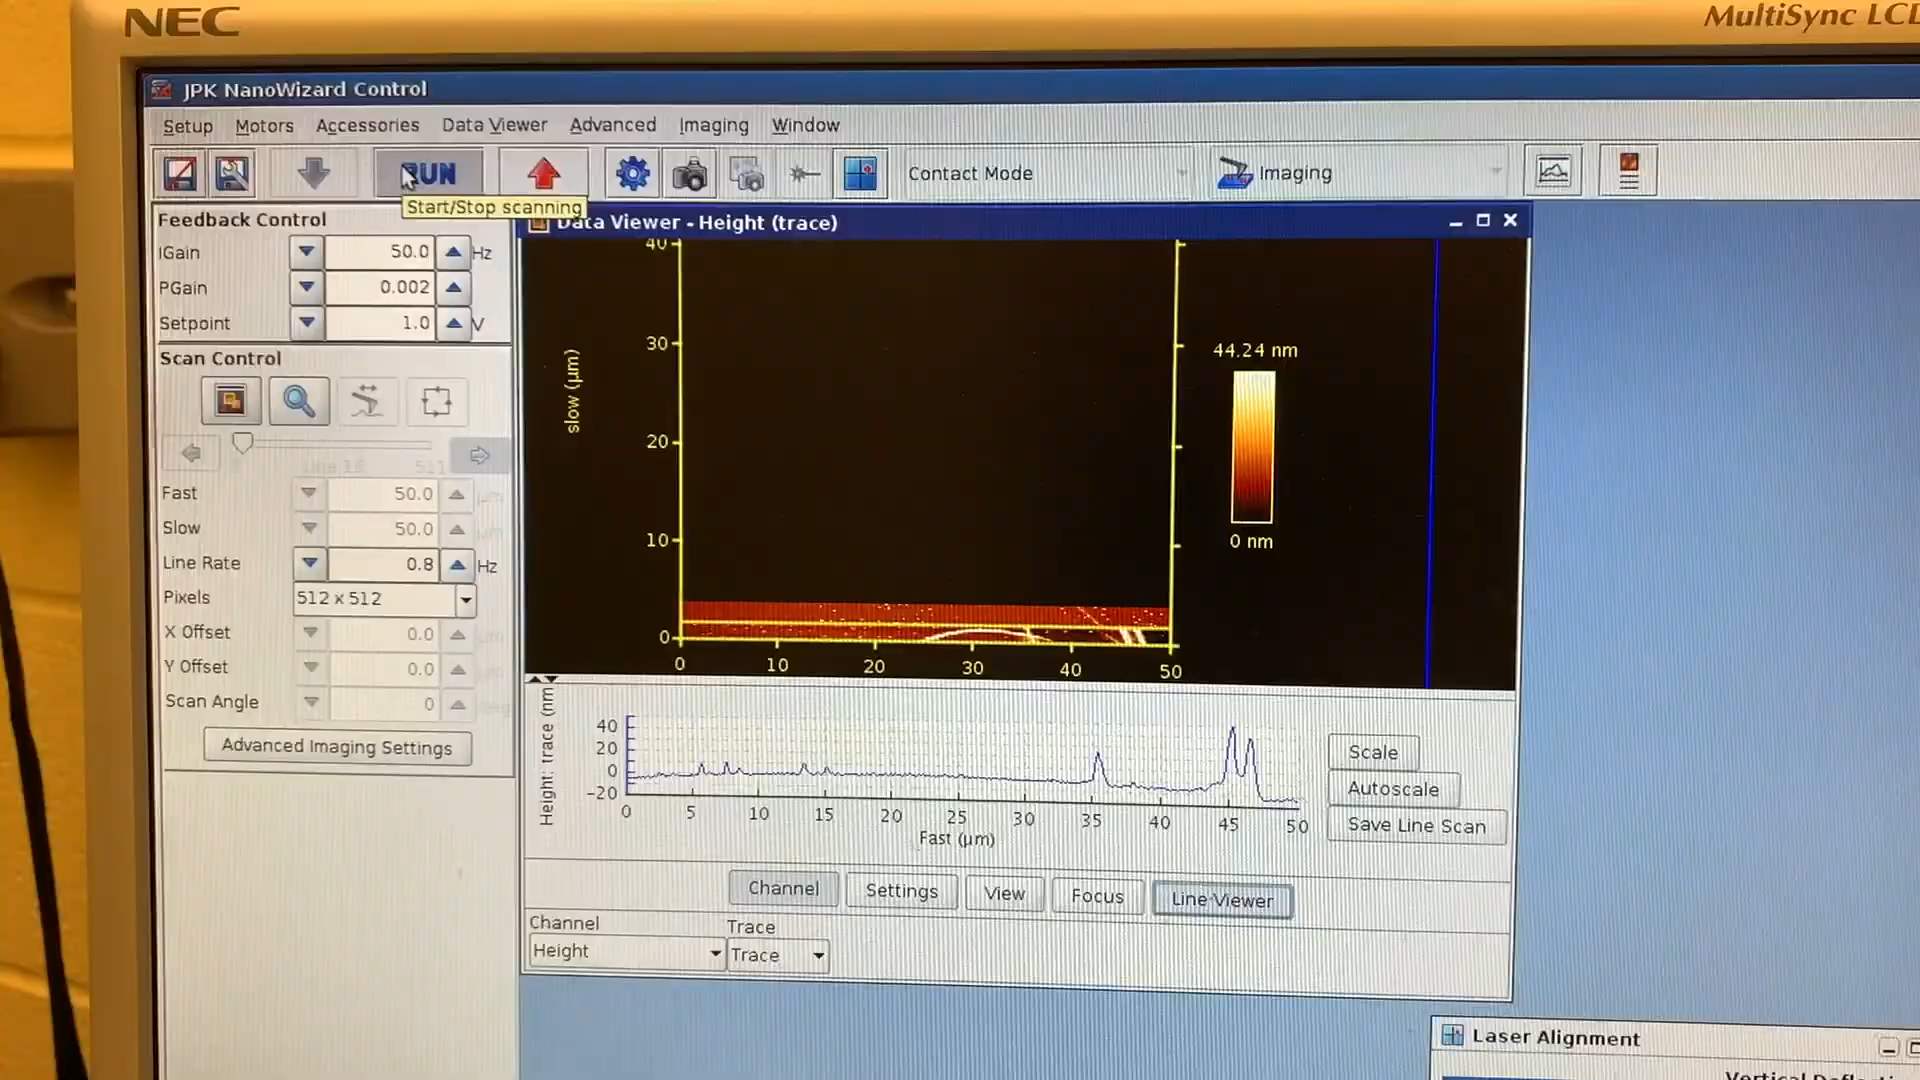 NEC
MultiSync LCD
JPK NanoWizard Control
Setup Motors Accessories Data Viewer Advanced Imaging Window
RUN
Contact Mode
Imaging
Start/Stop scanning
Feedback Control
IGain 50.0 Hz
PGain 0.002
Setpoint 1.0 V
Scan Control
511
Fast 50.0 µm
Slow 50.0 µm
Line Rate 0.8 Hz
Pixels 512 x 512
X Offset 0.0
Y Offset 0.0
Scan Angle 0
Advanced Imaging Settings
Data Viewer - Height (trace)
40
30
20
10
0
slow (µm)
0 10 20 30 40 50
44.24 nm
0 nm
Height: trace (nm)
40
20
0
-20
0 5 10 15 20 25 30 35 40 45 50
Fast (µm)
Scale
Autoscale
Save Line Scan
Channel Settings View Focus Line Viewer
Channel Trace
Height Trace
Laser Alignment
Vertical